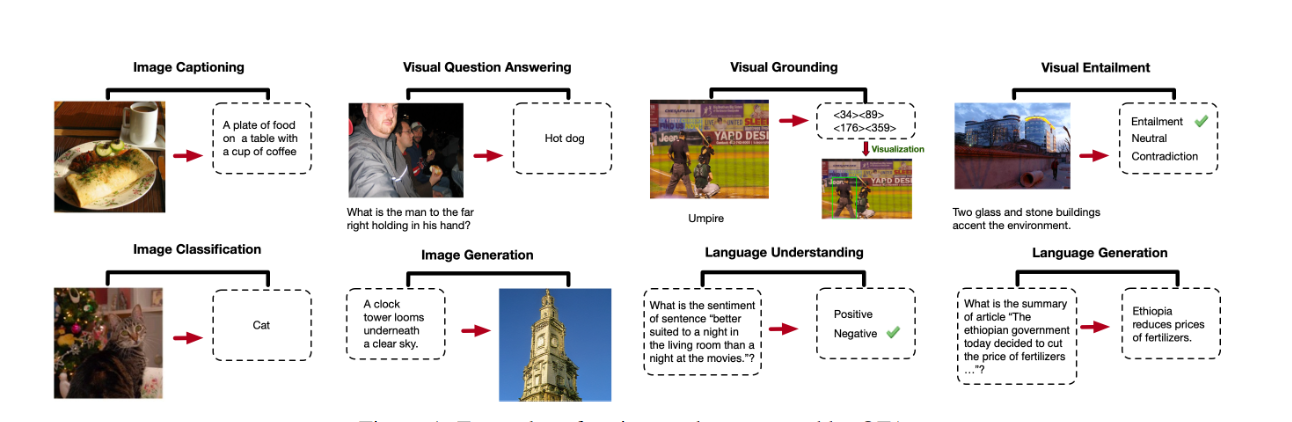 Image Captioning
A plate of food
on a table with
a cup of coffee
Visual Question Answering
Hot dog
What is the man to the far
right holding in his hand?
Visual Grounding
<34><89>
<176><359>
Visualization
Umpire
Visual Entailment
Entailment
Neutral
Contradiction
Two glass and stone buildings
accent the environment.
Image Classification
Cat
Image Generation
A clock
tower looms
underneath
a clear sky.
Language Understanding
What is the sentiment
of sentence “better
suited to a night in
the living room than a
night at the movies.”?
Positive
Negative
Language Generation
What is the summary
of article “The
ethiopian government
today decided to cut
the price of fertilizers
…”?
Ethiopia
reduces prices
of fertilizers.